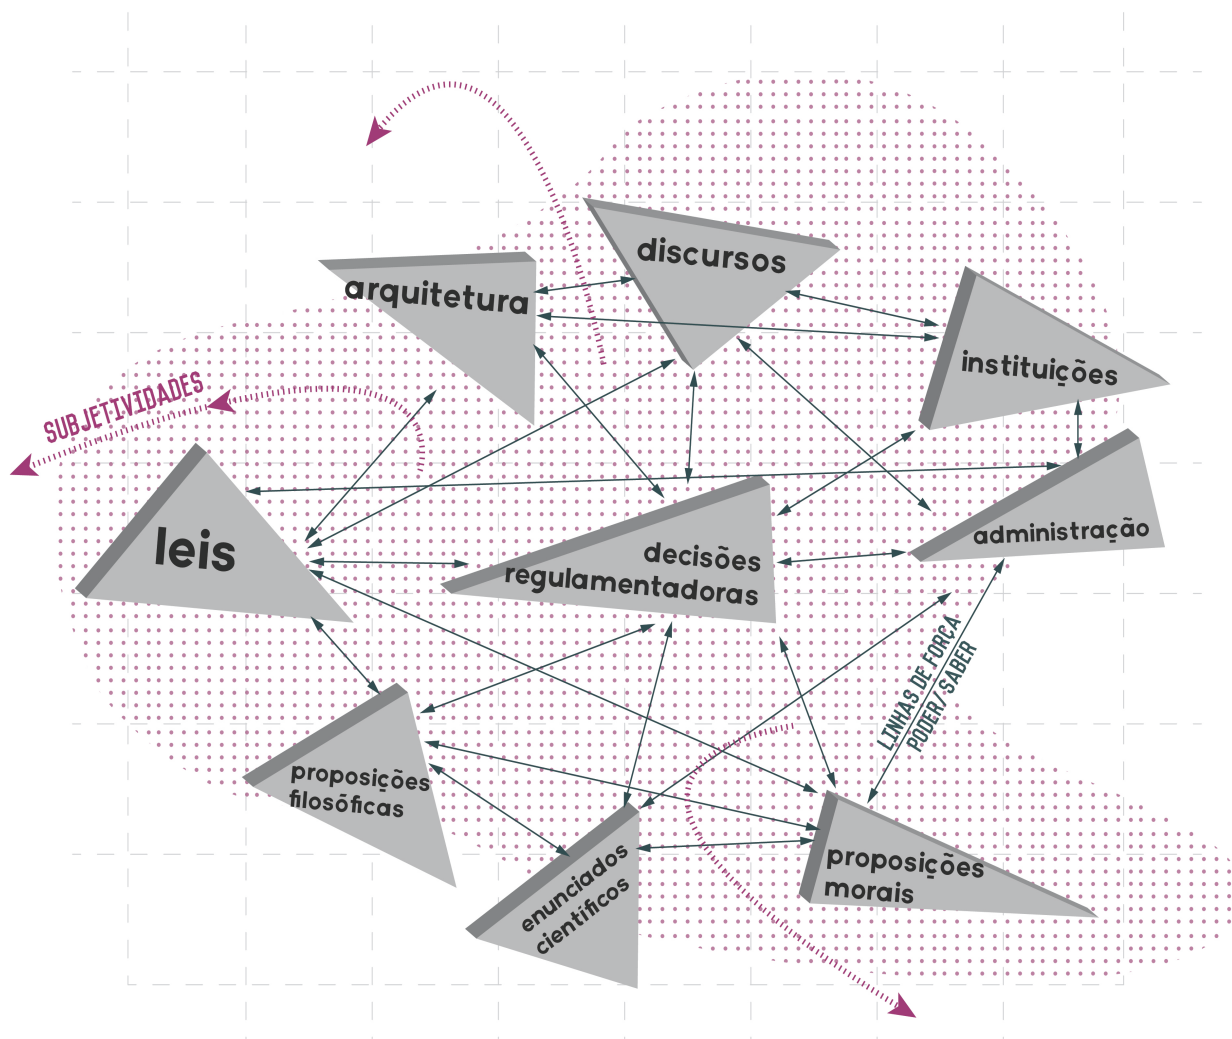 discursos
arquitetura
instituições
SUBJETIVIDADES
leis
decisões
regulamentadoras
administração
LINHAS DE FORÇA
PODER/SABER
proposições
filosóficas
enunciados
científicos
proposições
morais